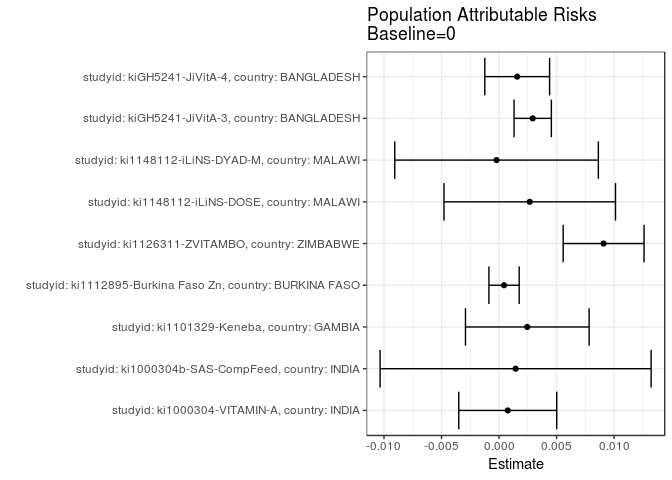 Population Attributable Risks
Baseline=0
studyid: kiGH5241-JiVitA-4, country: BANGLADESH
studyid: kiGH5241-JiVitA-3, country: BANGLADESH
studyid: ki1148112-iLiNS-DYAD-M, country: MALAWI
studyid: ki1148112-iLiNS-DOSE, country: MALAWI
studyid: ki1126311-ZVITAMBO, country: ZIMBABWE
studyid: ki1112895-Burkina Faso Zn, country: BURKINA FASO
studyid: ki1101329-Keneba, country: GAMBIA
studyid: ki1000304b-SAS-CompFeed, country: INDIA
studyid: ki1000304-VITAMIN-A, country: INDIA
-0.010 -0.005 0.000 0.005 0.010
Estimate